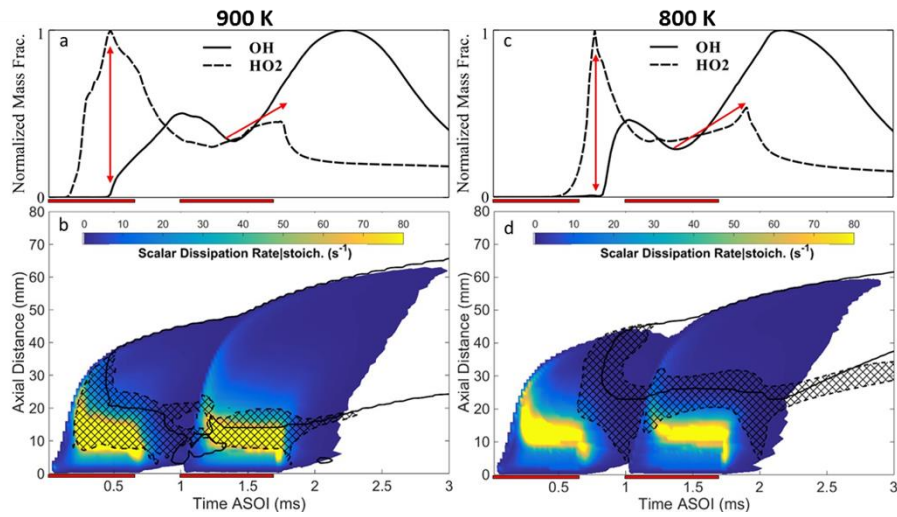 900 K
800 K
Normalized Mass Frac.
1
0
a
OH
HO2
Normalized Mass Frac.
1
0
c
OH
HO2
b
0 10 20 30 40 50 60 70 80
Scalar Dissipation Rate|stoich. (s-1)
Axial Distance (mm)
80
70
60
50
40
30
20
10
0
0.5 1 1.5 2 2.5 3
Time ASOI (ms)
d
0 10 20 30 40 50 60 70 80
Scalar Dissipation Rate|stoich. (s-1)
Axial Distance (mm)
80
70
60
50
40
30
20
10
0
0.5 1 1.5 2 2.5 3
Time ASOI (ms)